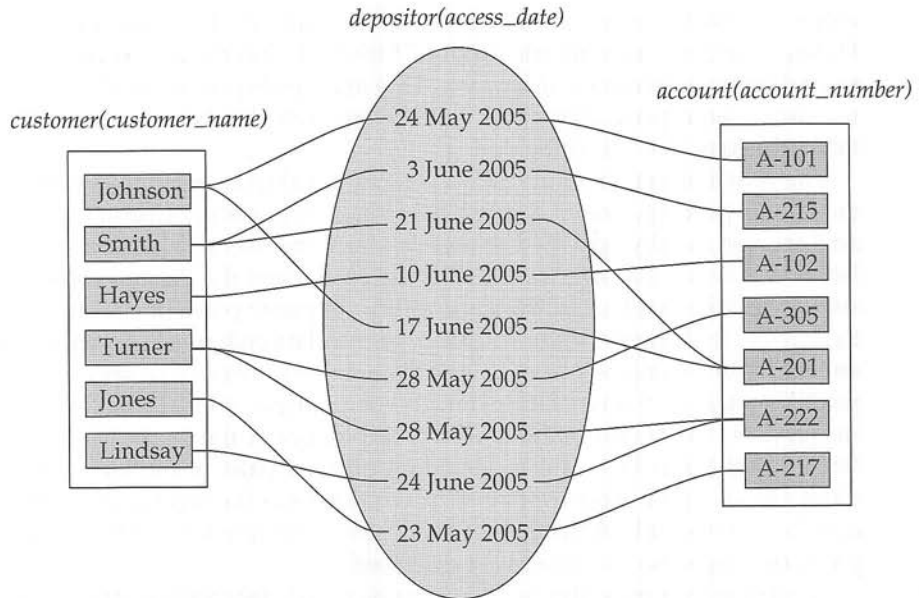 depositor(access_date)
customer(customer_name)
account(account_number)
Johnson
Smith
Hayes
Turner
Jones
Lindsay
24 May 2005
3 June 2005
21 June 2005
10 June 2005
17 June 2005
28 May 2005
28 May 2005
24 June 2005
23 May 2005
A-101
A-215
A-102
A-305
A-201
A-222
A-217